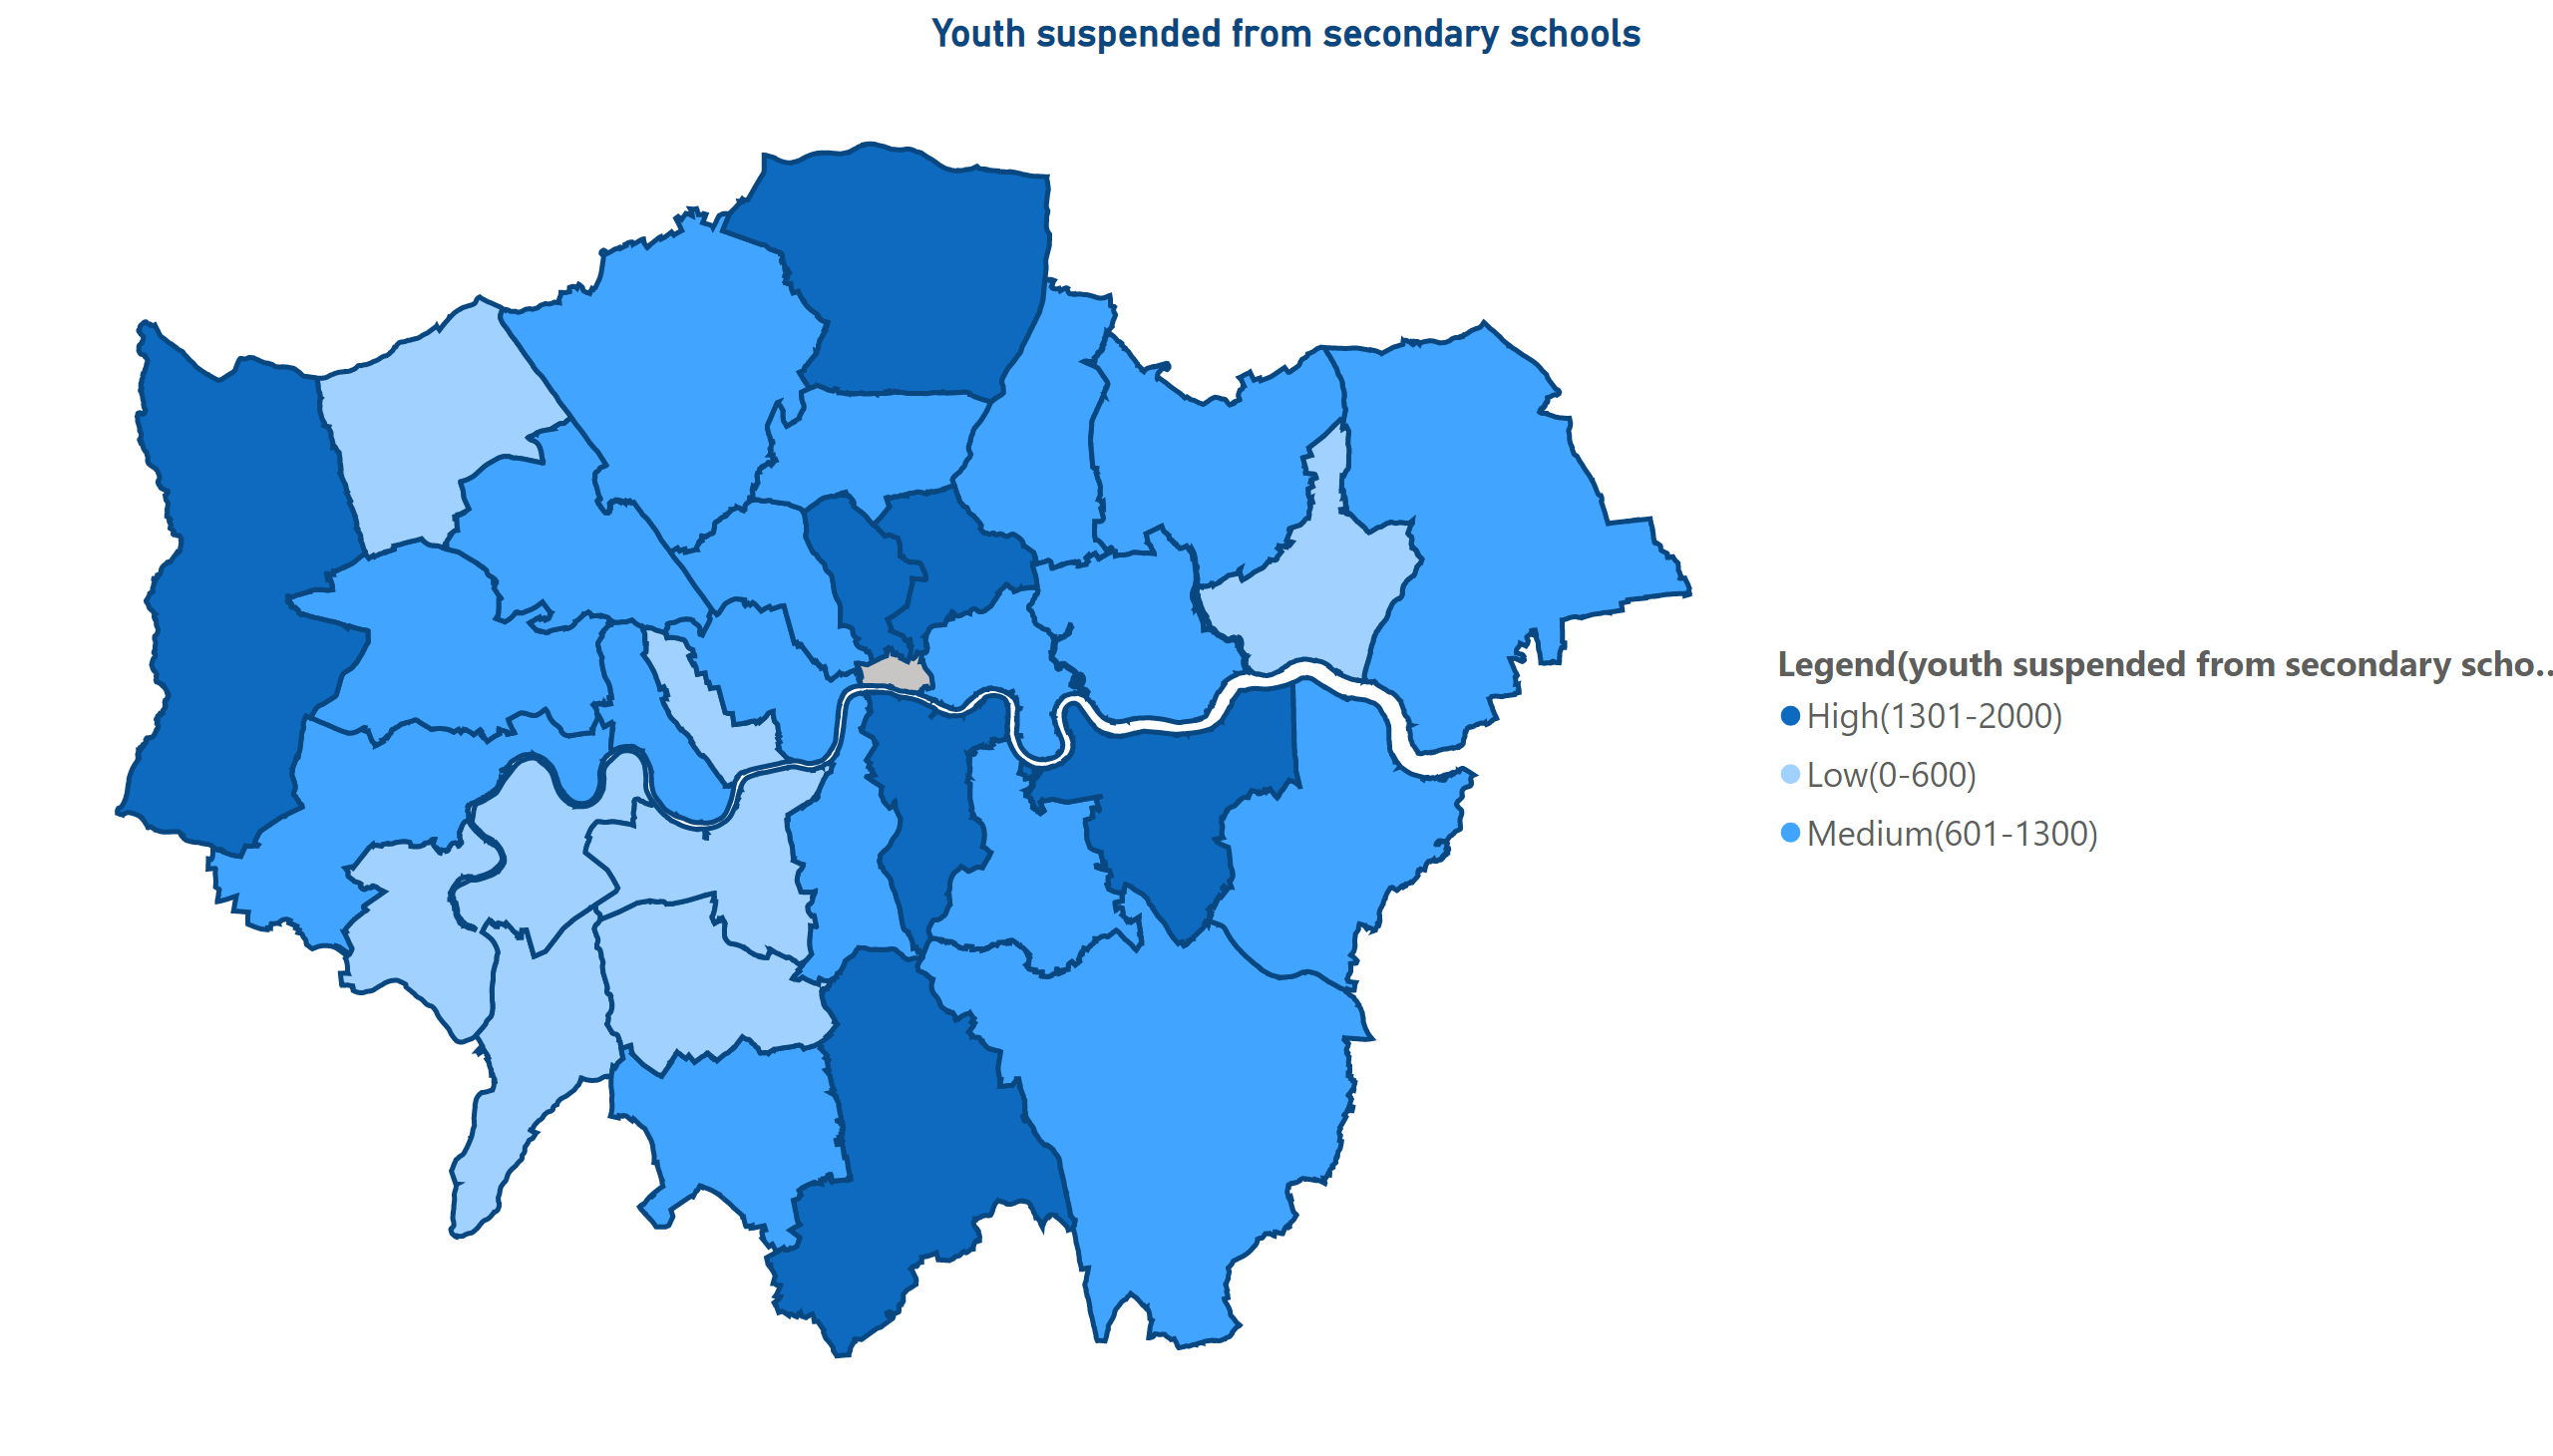 Youth suspended from secondary schools
Legend(youth suspended from secondary scho..
High(1301-2000)
Low(0-600)
Medium(601-1300)